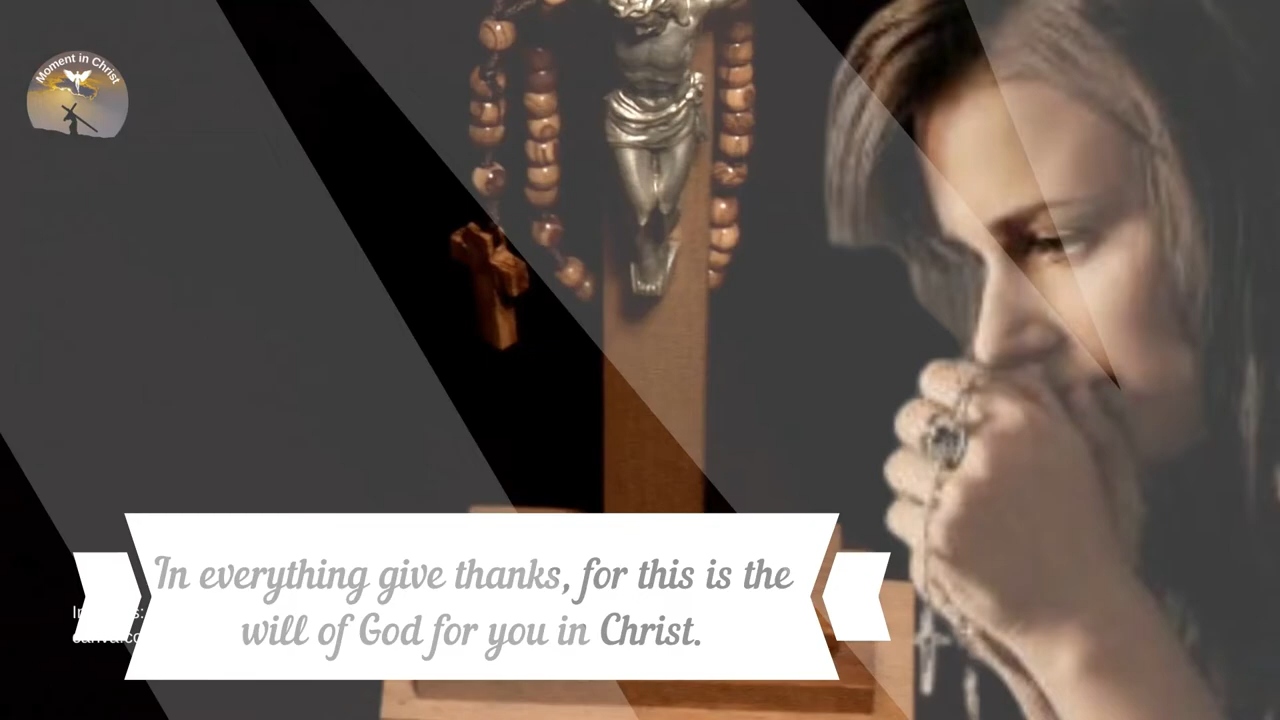 Moment in Christ
In everything give thanks, for this is the
will of God for you in Christ.